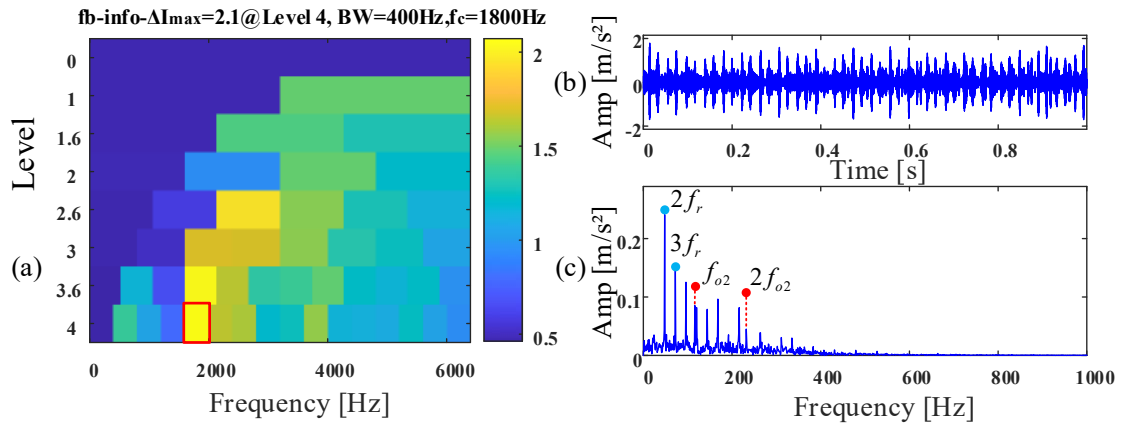 fb-info-ΔImax=2.1@Level 4, BW=400Hz,fc=1800Hz
Level
0
1
1.6
2
2.6
3
3.6
4
0
2000
4000
6000
Frequency [Hz]
2
1.5
1
0.5
(a)
(b)
Amp [m/s²]
2
0
-2
0
0.2
0.4
0.6
0.8
1
Time [s]
(c)
Amp [m/s²]
0.2
0.1
0
2fr
3fr
fo2
2fo2
0
200
400
600
800
1000
Frequency [Hz]